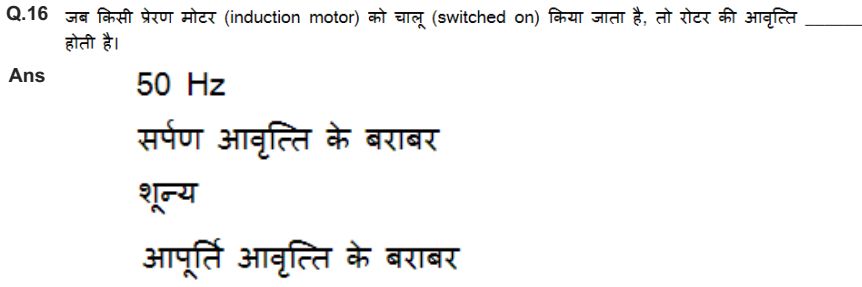 Q.16 जब किसी प्रेरण मोटर (induction motor) को चालू (switched on) किया जाता है, तो रोटर की आवृत्ति ______
होती है।
Ans 50 Hz
सर्पण आवृत्ति के बराबर
शून्य
आपूर्ति आवृत्ति के बराबर